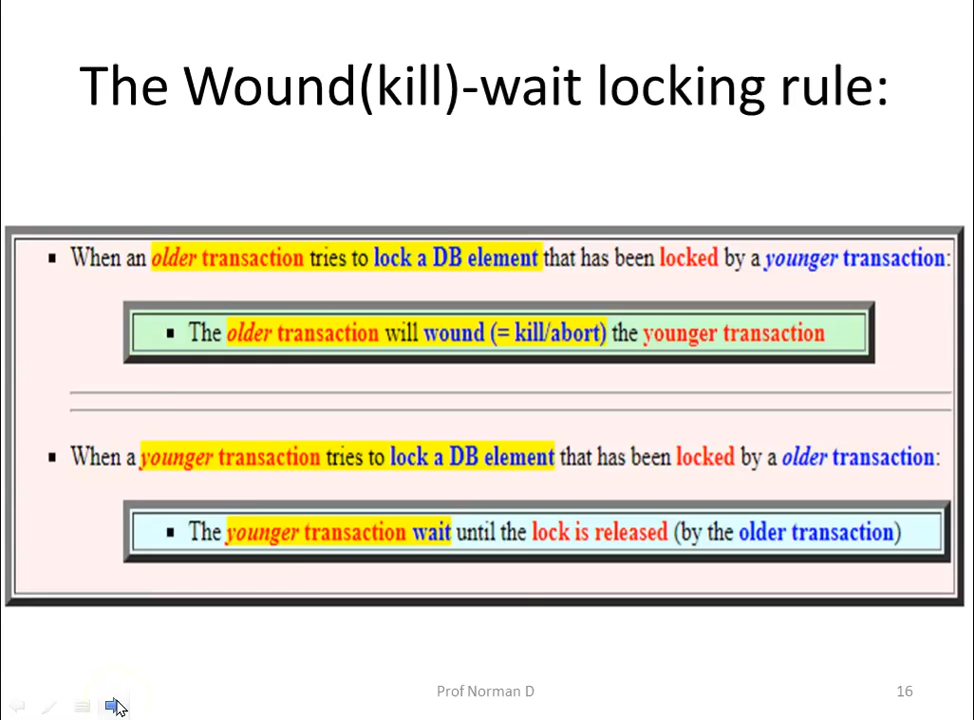 The Wound(kill)-wait locking rule:
▪ When an older transaction tries to lock a DB element that has been locked by a younger transaction:
▪ The older transaction will wound (= kill/abort) the younger transaction
▪ When a younger transaction tries to lock a DB element that has been locked by a older transaction:
▪ The younger transaction wait until the lock is released (by the older transaction)
Prof Norman D
16